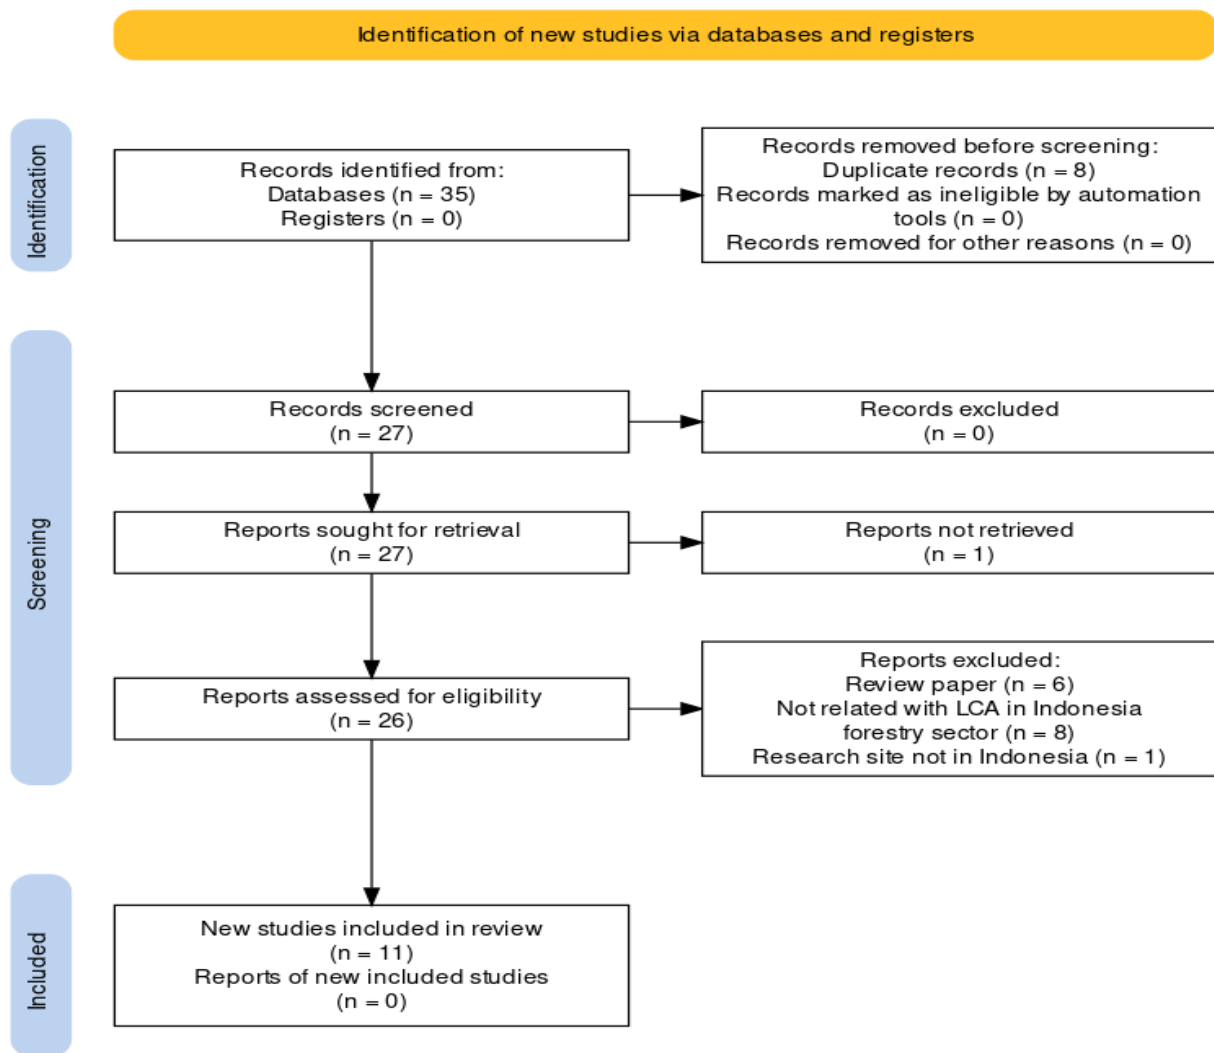 Identification of new studies via databases and registers
Identification
Records identified from:
Databases (n = 35)
Registers (n = 0)
Records removed before screening:
Duplicate records (n = 8)
Records marked as ineligible by automation
tools (n = 0)
Records removed for other reasons (n = 0)
Screening
Records screened
(n = 27)
Records excluded
(n = 0)
Reports sought for retrieval
(n = 27)
Reports not retrieved
(n = 1)
Reports assessed for eligibility
(n = 26)
Reports excluded:
Review paper (n = 6)
Not related with LCA in Indonesia
forestry sector (n = 8)
Research site not in Indonesia (n = 1)
Included
New studies included in review
(n = 11)
Reports of new included studies
(n = 0)